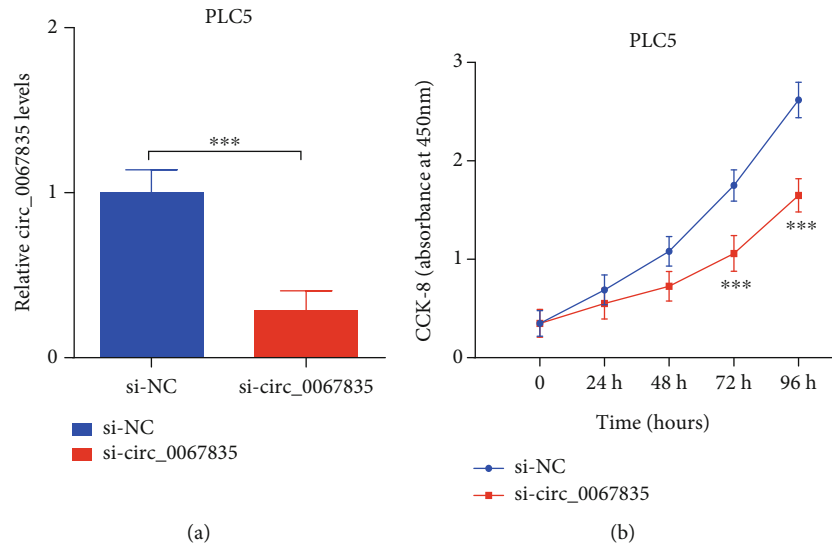 PLC5
Relative circ_0067835 levels
2
1
0
***
si-NC
si-circ_0067835
si-NC
si-circ_0067835
(a)
PLC5
CCK-8 (absorbance at 450nm)
3
2
1
0
***
***
0
24 h
48 h
72 h
96 h
Time (hours)
si-NC
si-circ_0067835
(b)